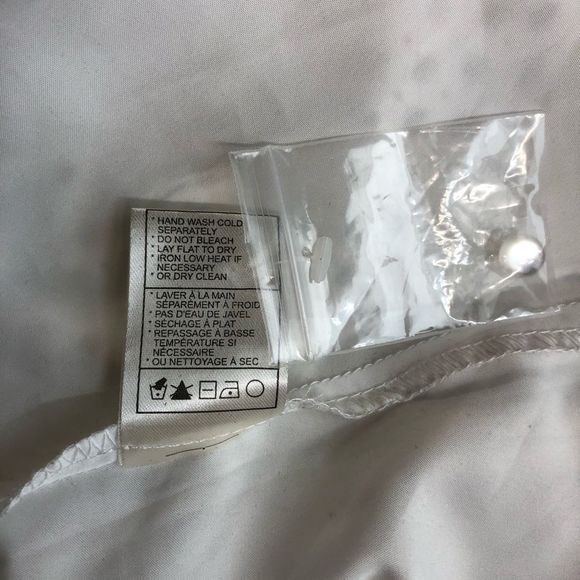 * HAND WASH COLD
SEPARATELY
* DO NOT BLEACH
* LAY FLAT TO DRY
* IRON LOW HEAT IF
NECESSARY
* OR DRY CLEAN
* LAVER À LA MAIN
SÉPARÉMENT À FROID
* PAS D'EAU DE JAVEL
* SÉCHAGE À PLAT
* REPASSAGE À BASSE
TEMPÉRATURE SI
NÉCESSAIRE
* OU NETTOYAGE À SEC